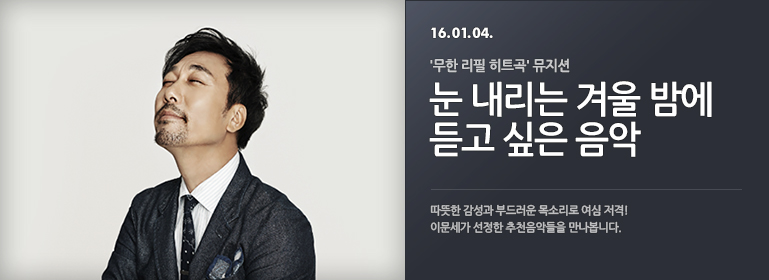 16.01.04.
'무한 리필 히트곡' 뮤지션
눈 내리는 겨울 밤에
듣고 싶은 음악
따뜻한 감성과 부드러운 목소리로 여심 저격!
이문세가 선정한 추천음악들을 만나봅니다.